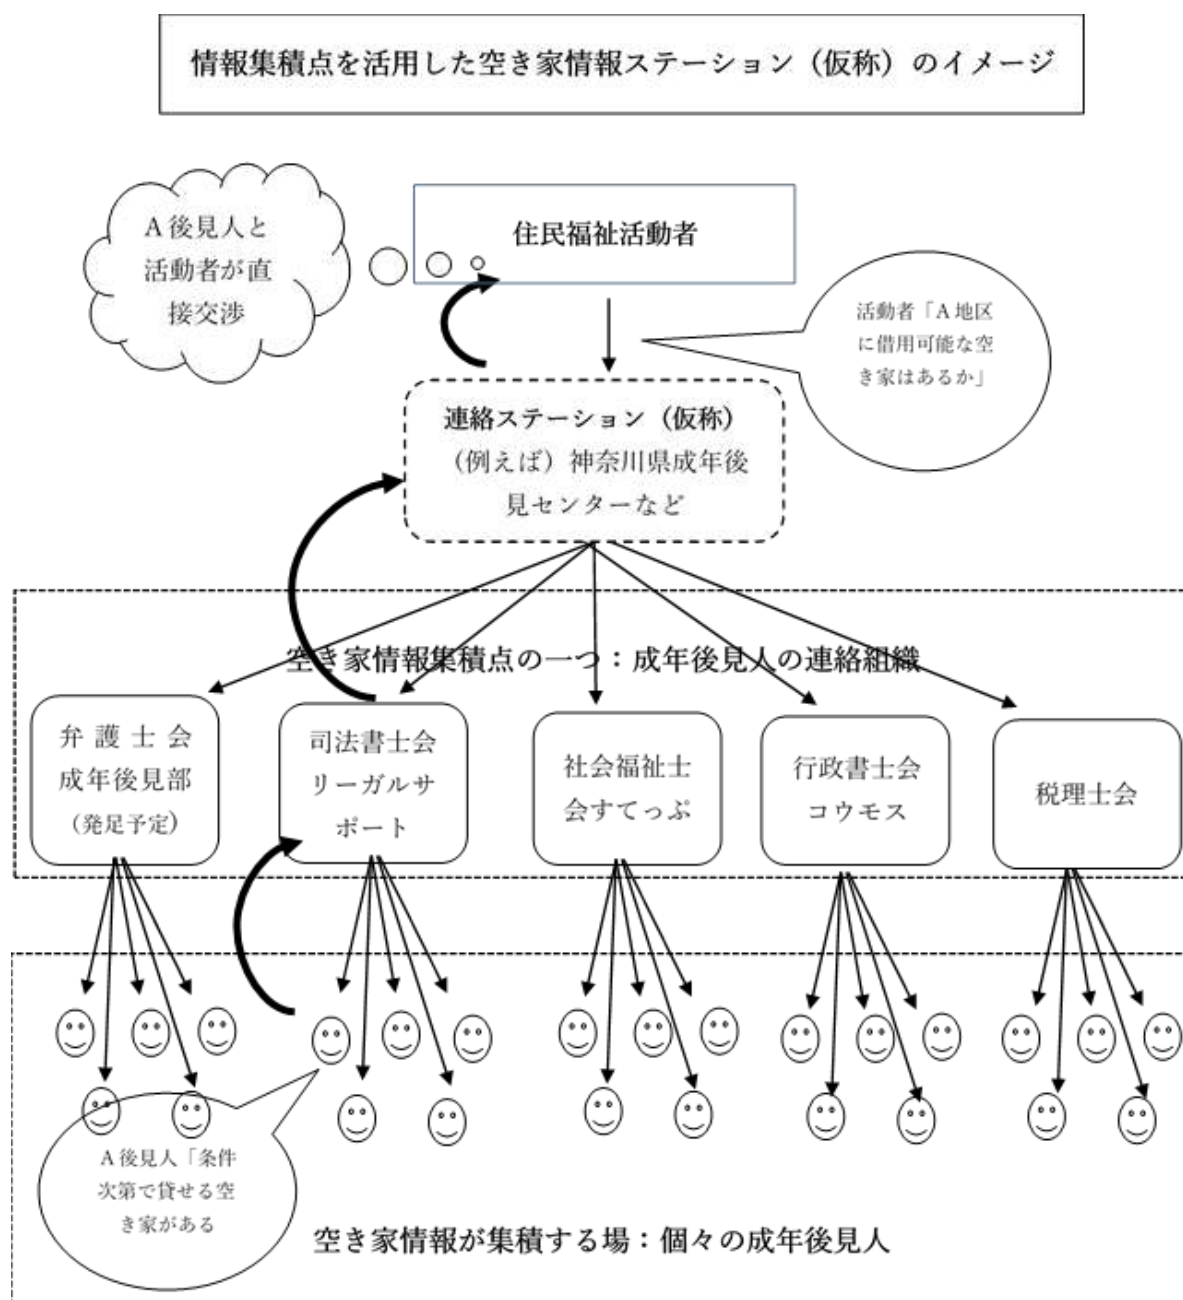 情報集積点を活用した空き家情報ステーション（仮称）のイメージ
A後見人と
活動者が直
接交渉
住民福祉活動者
活動者「A地区
に借用可能な空
き家はあるか」
連絡ステーション（仮称）
（例えば）神奈川県成年後
見センターなど
空き家情報集積点の一つ：成年後見人の連絡組織
弁護士会
成年後見部
（発足予定）
司法書士会
リーガルサ
ポート
社会福祉士
会すてっぷ
行政書士会
コウモス
税理士会
A後見人「条件
次第で貸せる空
き家がある
空き家情報が集積する場：個々の成年後見人